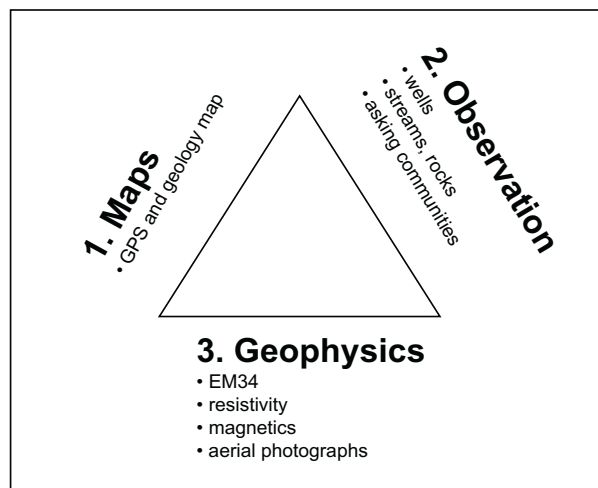 1. Maps
• GPS and geology map
2. Observation
• wells
• streams, rocks
• asking communities
3. Geophysics
• EM34
• resistivity
• magnetics
• aerial photographs